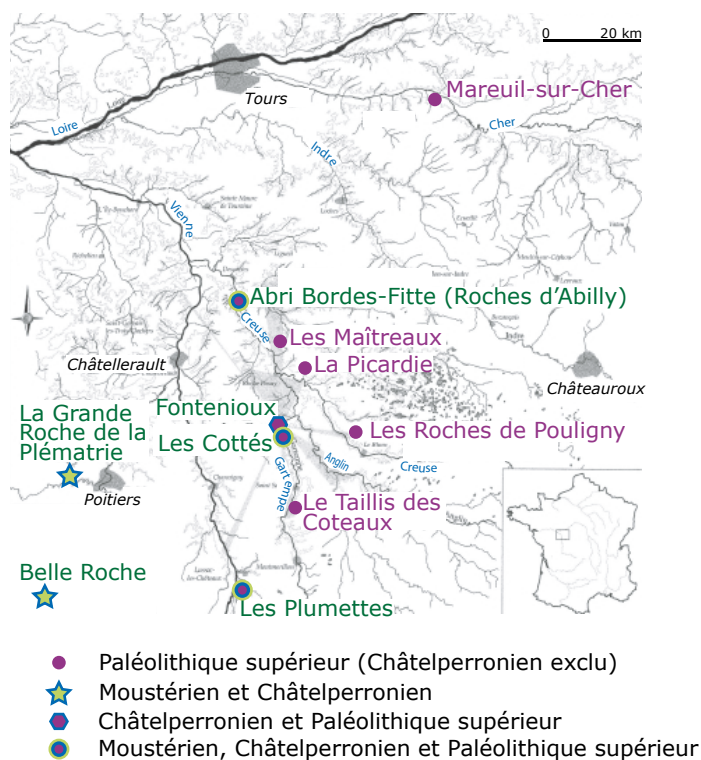 0 20 km
Mareuil-sur-Cher
Tours
Loire
Cher
Indre
Vienne
Abri Bordes-Fitte (Roches d'Abilly)
Creuse
Les Maîtreaux
Indre
La Picardie
Châtellerault
Châteauroux
La Grande
Roche de la
Plématrie
Fontenioux
Les Cottés
Les Roches de Pouligny
Anglin
Creuse
Gartempe
Poitiers
Le Taillis des
Coteaux
Belle Roche
Les Plumettes
Paléolithique supérieur (Châtelperronien exclu)
Moustérien et Châtelperronien
Châtelperronien et Paléolithique supérieur
Moustérien, Châtelperronien et Paléolithique supérieur